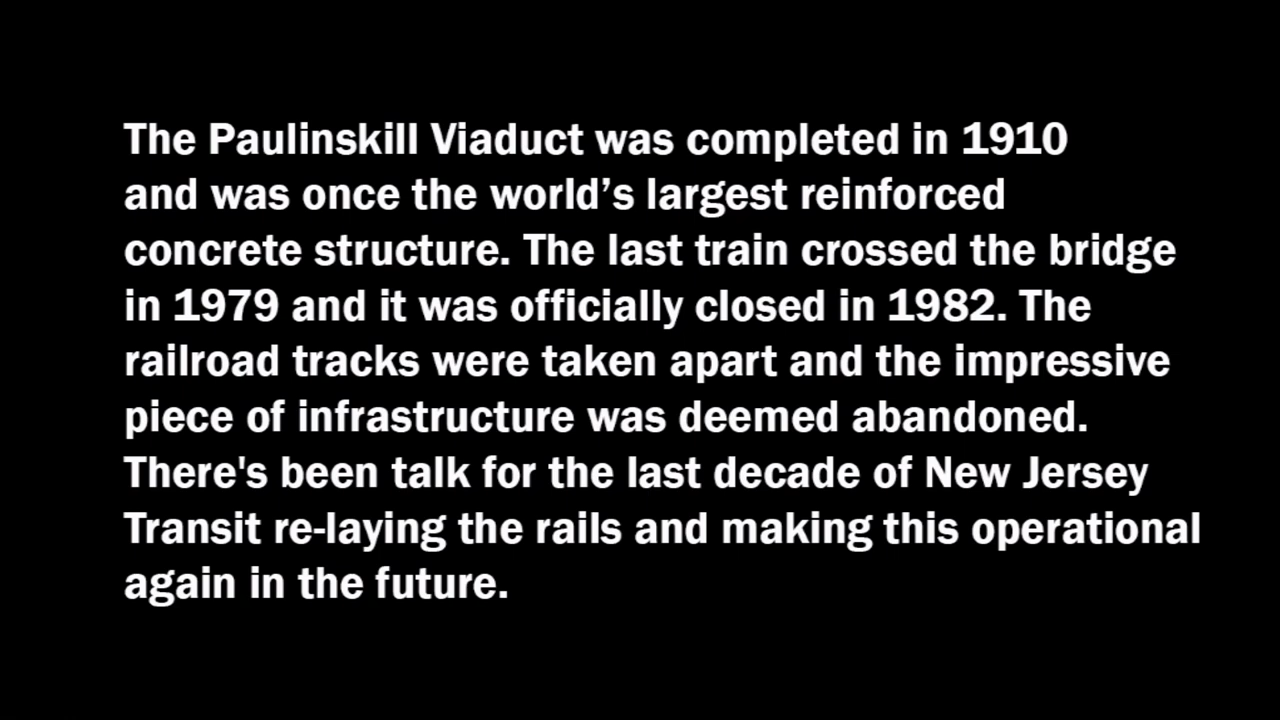 The Paulinskill Viaduct was completed in 1910
and was once the world’s largest reinforced
concrete structure. The last train crossed the bridge
in 1979 and it was officially closed in 1982. The
railroad tracks were taken apart and the impressive
piece of infrastructure was deemed abandoned.
There's been talk for the last decade of New Jersey
Transit re-laying the rails and making this operational
again in the future.